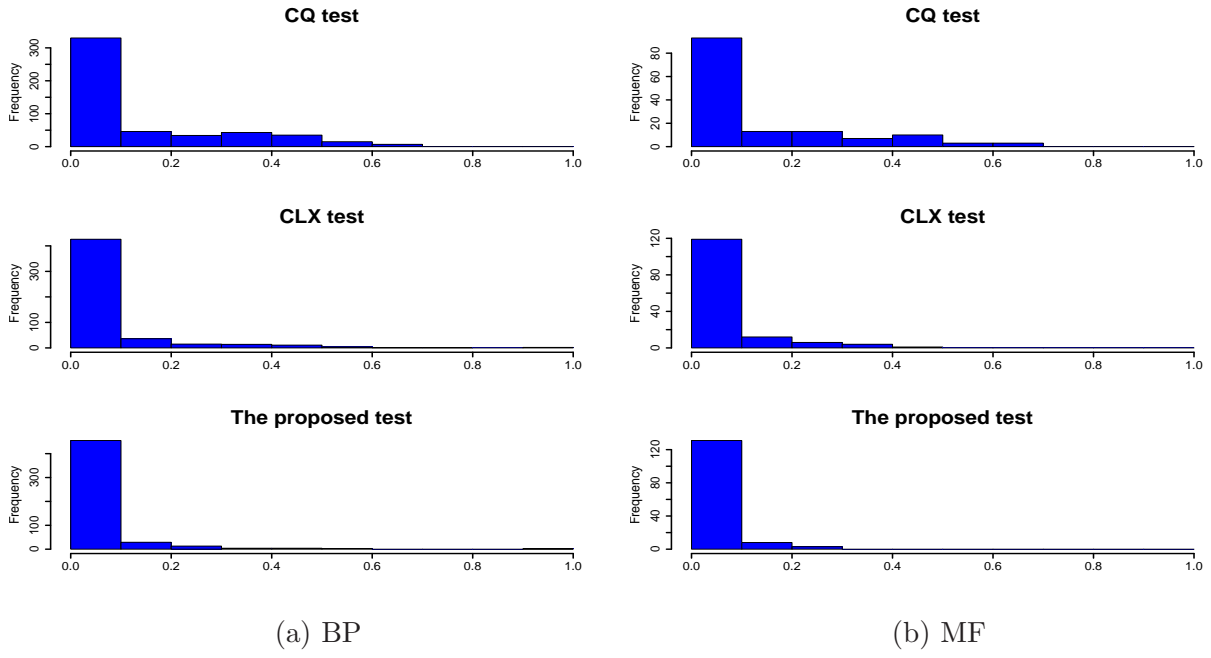 CQ test
Frequency
0 100 200 300
0.0 0.2 0.4 0.6 0.8 1.0
CLX test
Frequency
0 100 300
0.0 0.2 0.4 0.6 0.8 1.0
The proposed test
Frequency
0 100 300
0.0 0.2 0.4 0.6 0.8 1.0
(a) BP
CQ test
Frequency
0 20 40 60 80
0.0 0.2 0.4 0.6 0.8 1.0
CLX test
Frequency
0 40 80 120
0.0 0.2 0.4 0.6 0.8 1.0
The proposed test
Frequency
0 40 80 120
0.0 0.2 0.4 0.6 0.8 1.0
(b) MF